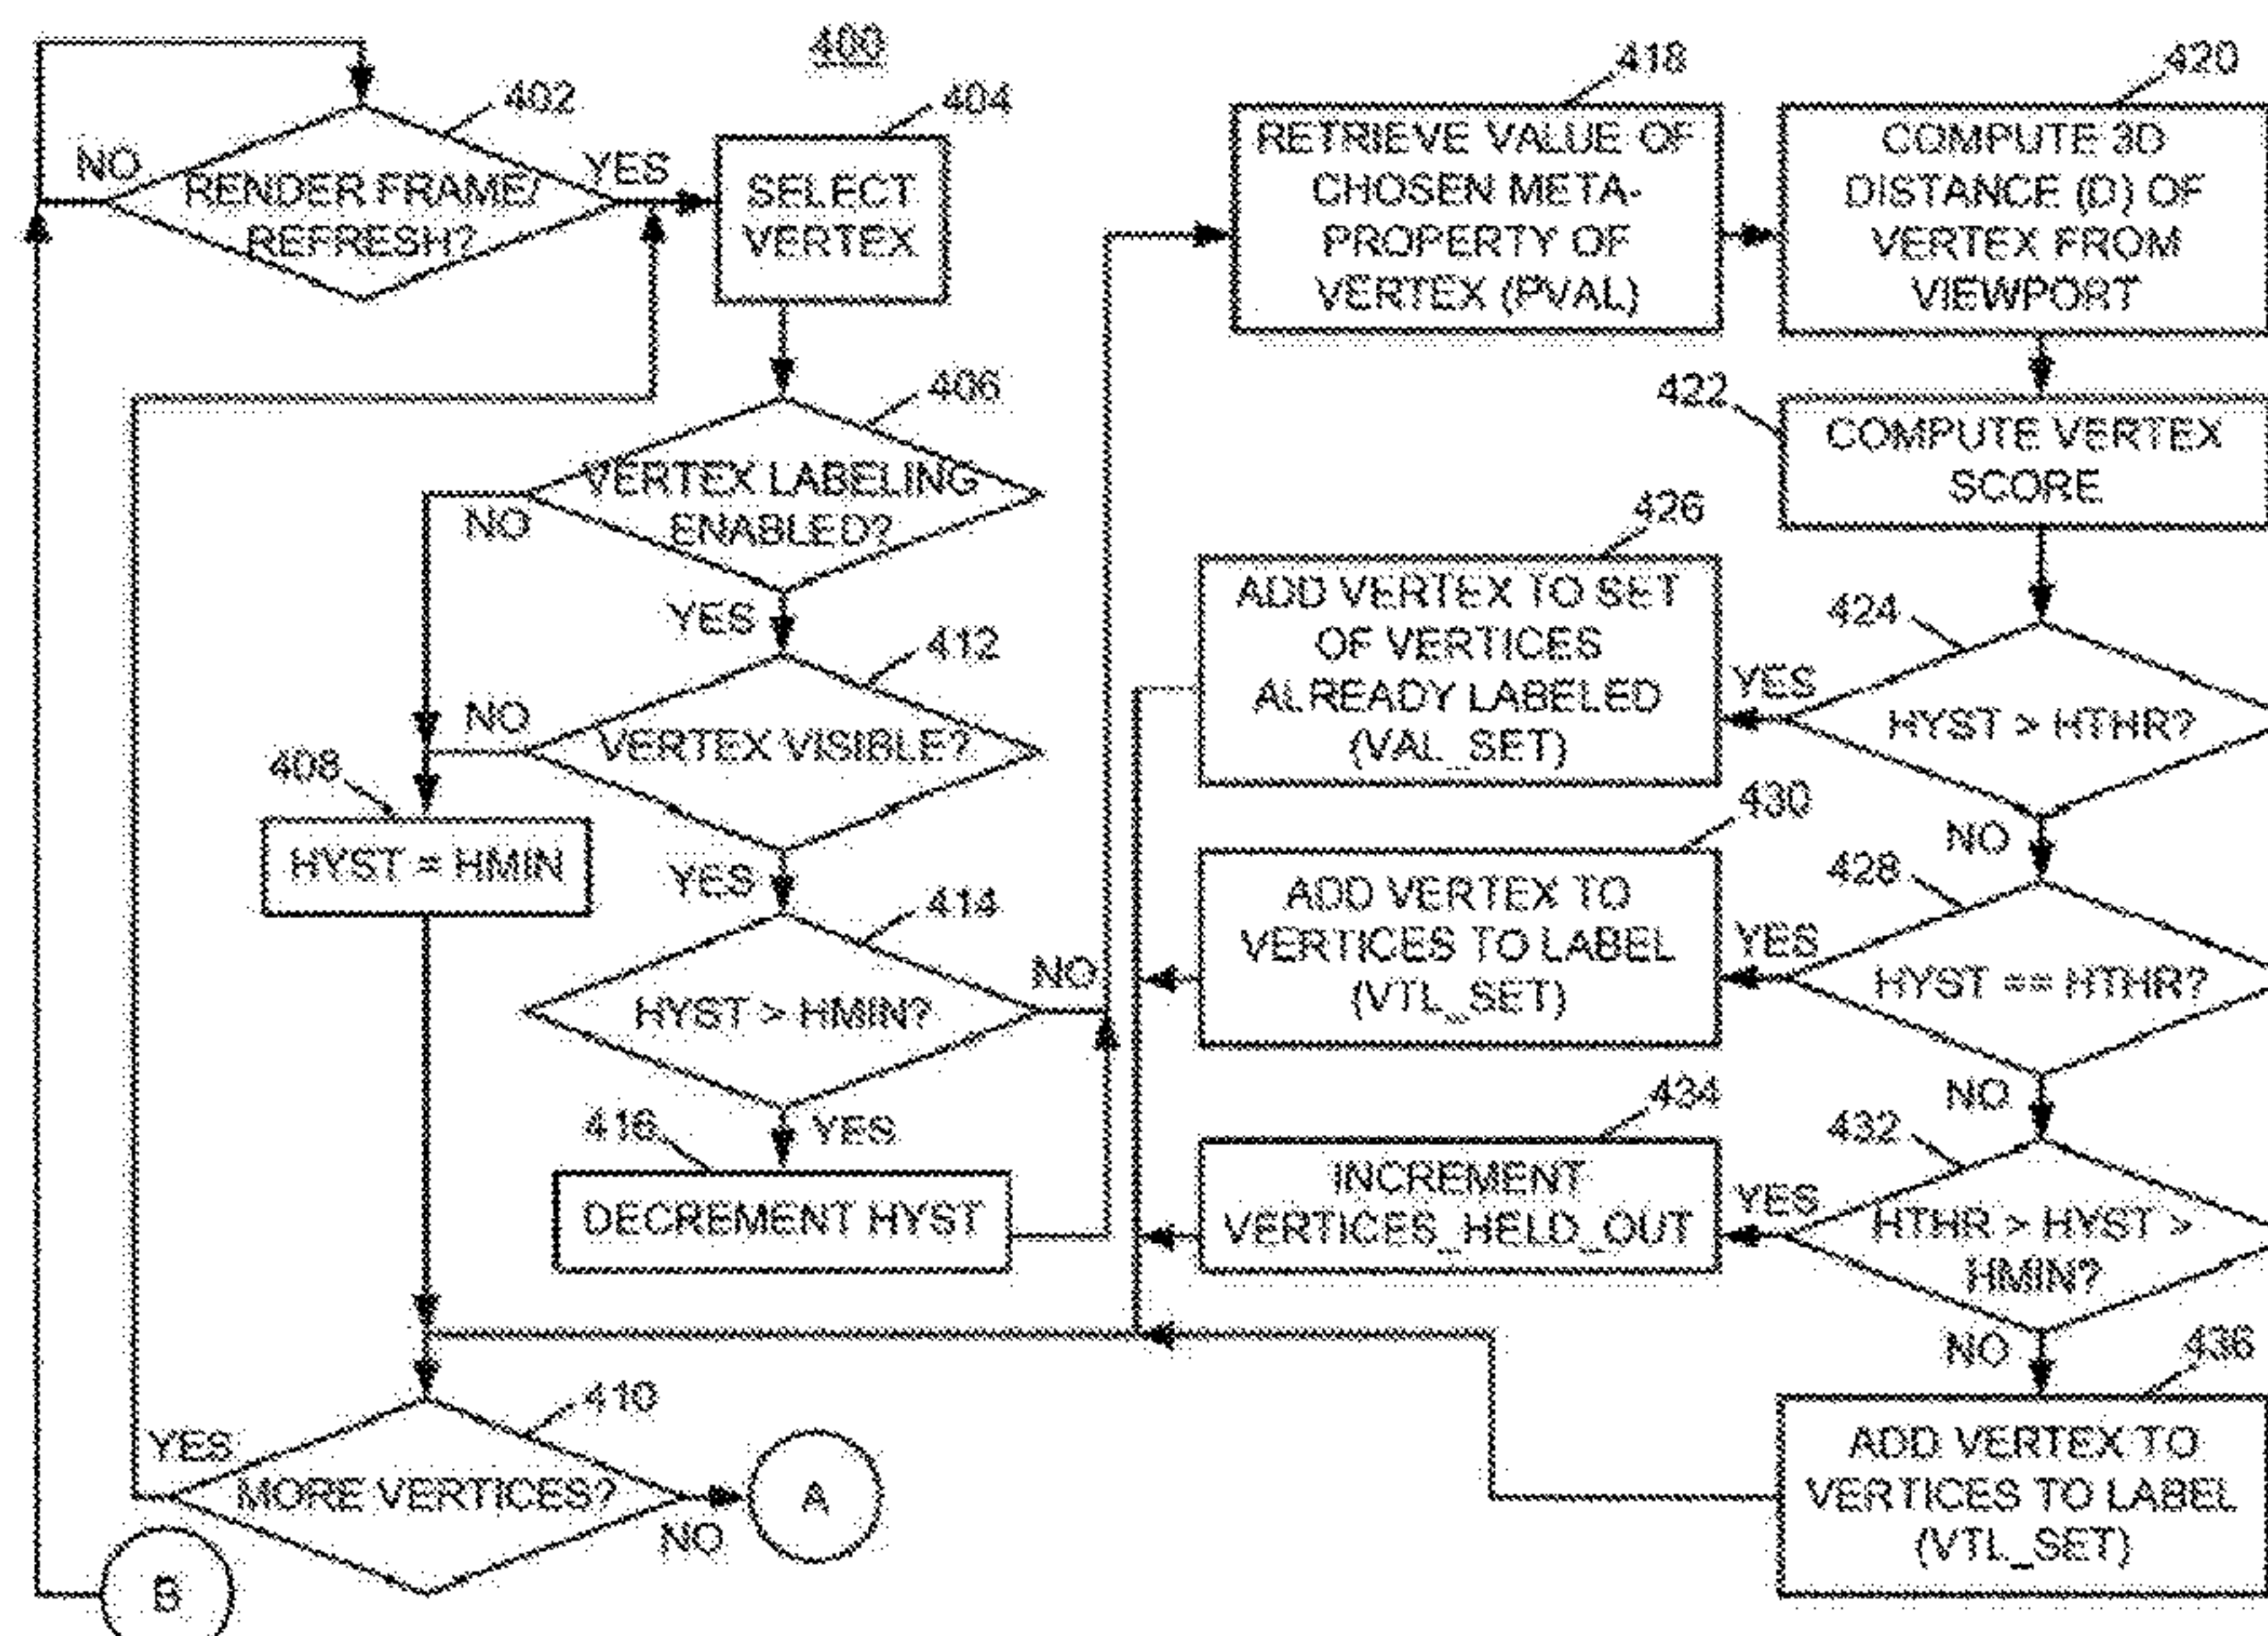 400
402
NO
RENDER FRAME/
REFRESH?
YES
404
SELECT
VERTEX
406
VERTEX LABELING
ENABLED?
NO
YES
412
NO
VERTEX VISIBLE?
408
HYST = HMIN
YES
414
HYST > HMIN?
NO
YES
416
DECREMENT HYST
410
YES
MORE VERTICES?
NO
A
B
418
RETRIEVE VALUE OF
CHOSEN META-
PROPERTY OF
VERTEX (PVAL)
420
COMPUTE 3D
DISTANCE (D) OF
VERTEX FROM
VIEWPORT
422
COMPUTE VERTEX
SCORE
424
YES
HYST > HTHR?
NO
426
ADD VERTEX TO SET
OF VERTICES
ALREADY LABELED
(VAL_SET)
428
YES
HYST == HTHR?
NO
430
ADD VERTEX TO
VERTICES TO LABEL
(VTL_SET)
432
YES
HTHR > HYST >
HMIN?
NO
434
INCREMENT
VERTICES_HELD_OUT
436
ADD VERTEX TO
VERTICES TO LABEL
(VTL_SET)